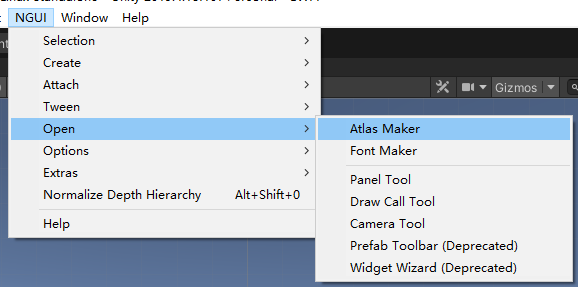 NGUI Window Help
Selection
Create
Attach
Tween
Open
Options
Extras
Normalize Depth Hierarchy Alt+Shift+0
Help
Gizmos
Atlas Maker
Font Maker
Panel Tool
Draw Call Tool
Camera Tool
Prefab Toolbar (Deprecated)
Widget Wizard (Deprecated)